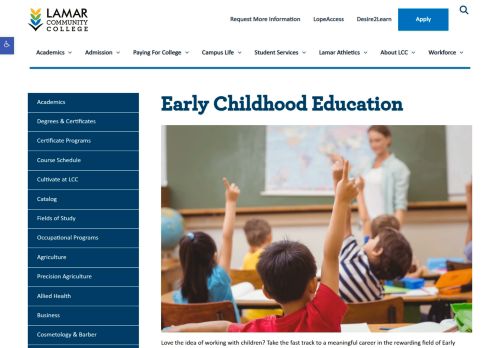 LAMAR
COMMUNITY
COLLEGE
Request More Information LopeAccess Desire2Learn Apply
Academics Admission Paying For College Campus Life Student Services Lamar Athletics About LCC Workforce
Academics
Degrees & Certificates
Certificate Programs
Course Schedule
Cultivate at LCC
Catalog
Fields of Study
Occupational Programs
Agriculture
Precision Agriculture
Allied Health
Business
Cosmetology & Barber
Early Childhood Education
Love the idea of working with children? Take the fast track to a meaningful career in the rewarding field of Early